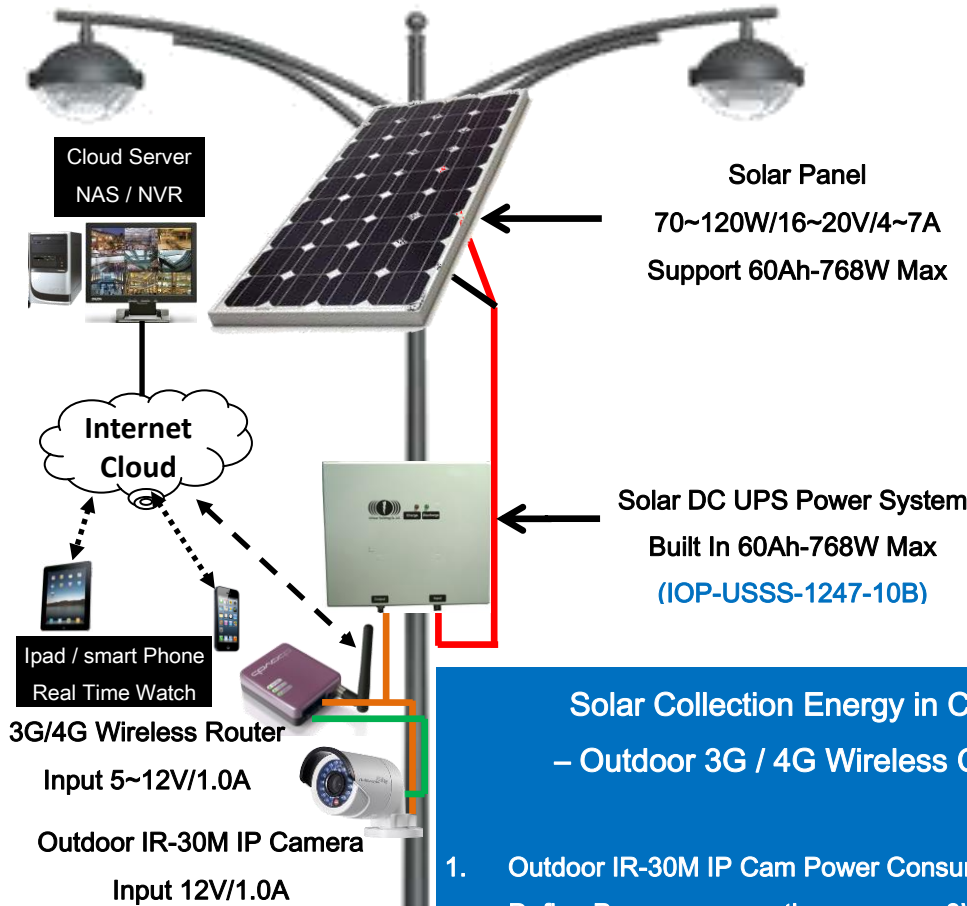 Cloud Server
NAS / NVR
Solar Panel
70~120W/16~20V/4~7A
Support 60Ah-768W Max
Internet
Cloud
Solar DC UPS Power System
Built In 60Ah-768W Max
(IOP-USSS-1247-10B)
Ipad / smart Phone
Real Time Watch
3G/4G Wireless Router
Input 5~12V/1.0A
Outdoor IR-30M IP Camera
Input 12V/1.0A
Solar Collection Energy in C
– Outdoor 3G / 4G Wireless
1. Outdoor IR-30M IP Cam Power